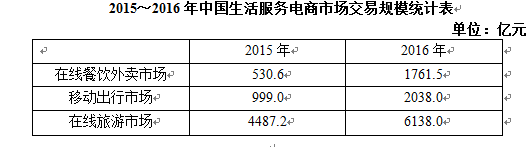 2015～2016年中国生活服务电商市场交易规模统计表
单位：亿元
2015年 2016年
在线餐饮外卖市场 530.6 1761.5
移动出行市场 999.0 2038.0
在线旅游市场 4487.2 6138.0